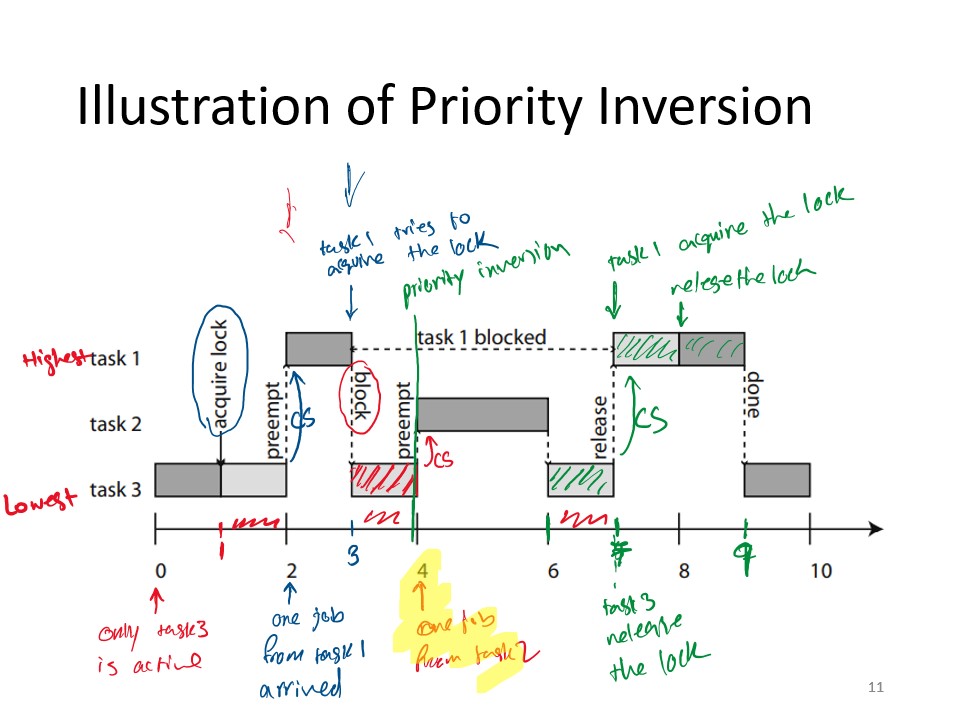 Illustration of Priority Inversion
task 1 tries to
acquire the lock
priority inversion
task 1 acquire the lock
relese the lock
Highest task 1
acquire lock
preempt
CS
block
task 1 blocked
preempt
release
CS
done
task 2
CS
Lowest task 3
1
3
7
9
0 2 4 6 8 10
only task3
is active
one job
from task 1
arrived
one job
from task2
task 3
release
the lock
11